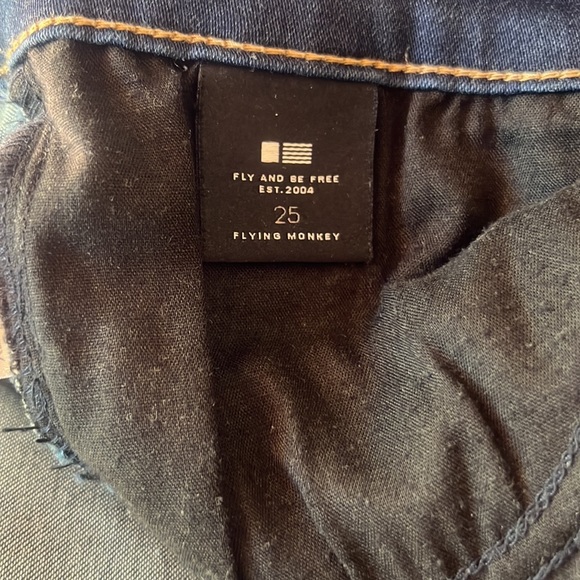 FLY AND BE FREE
EST. 2004
25
FLYING MONKEY